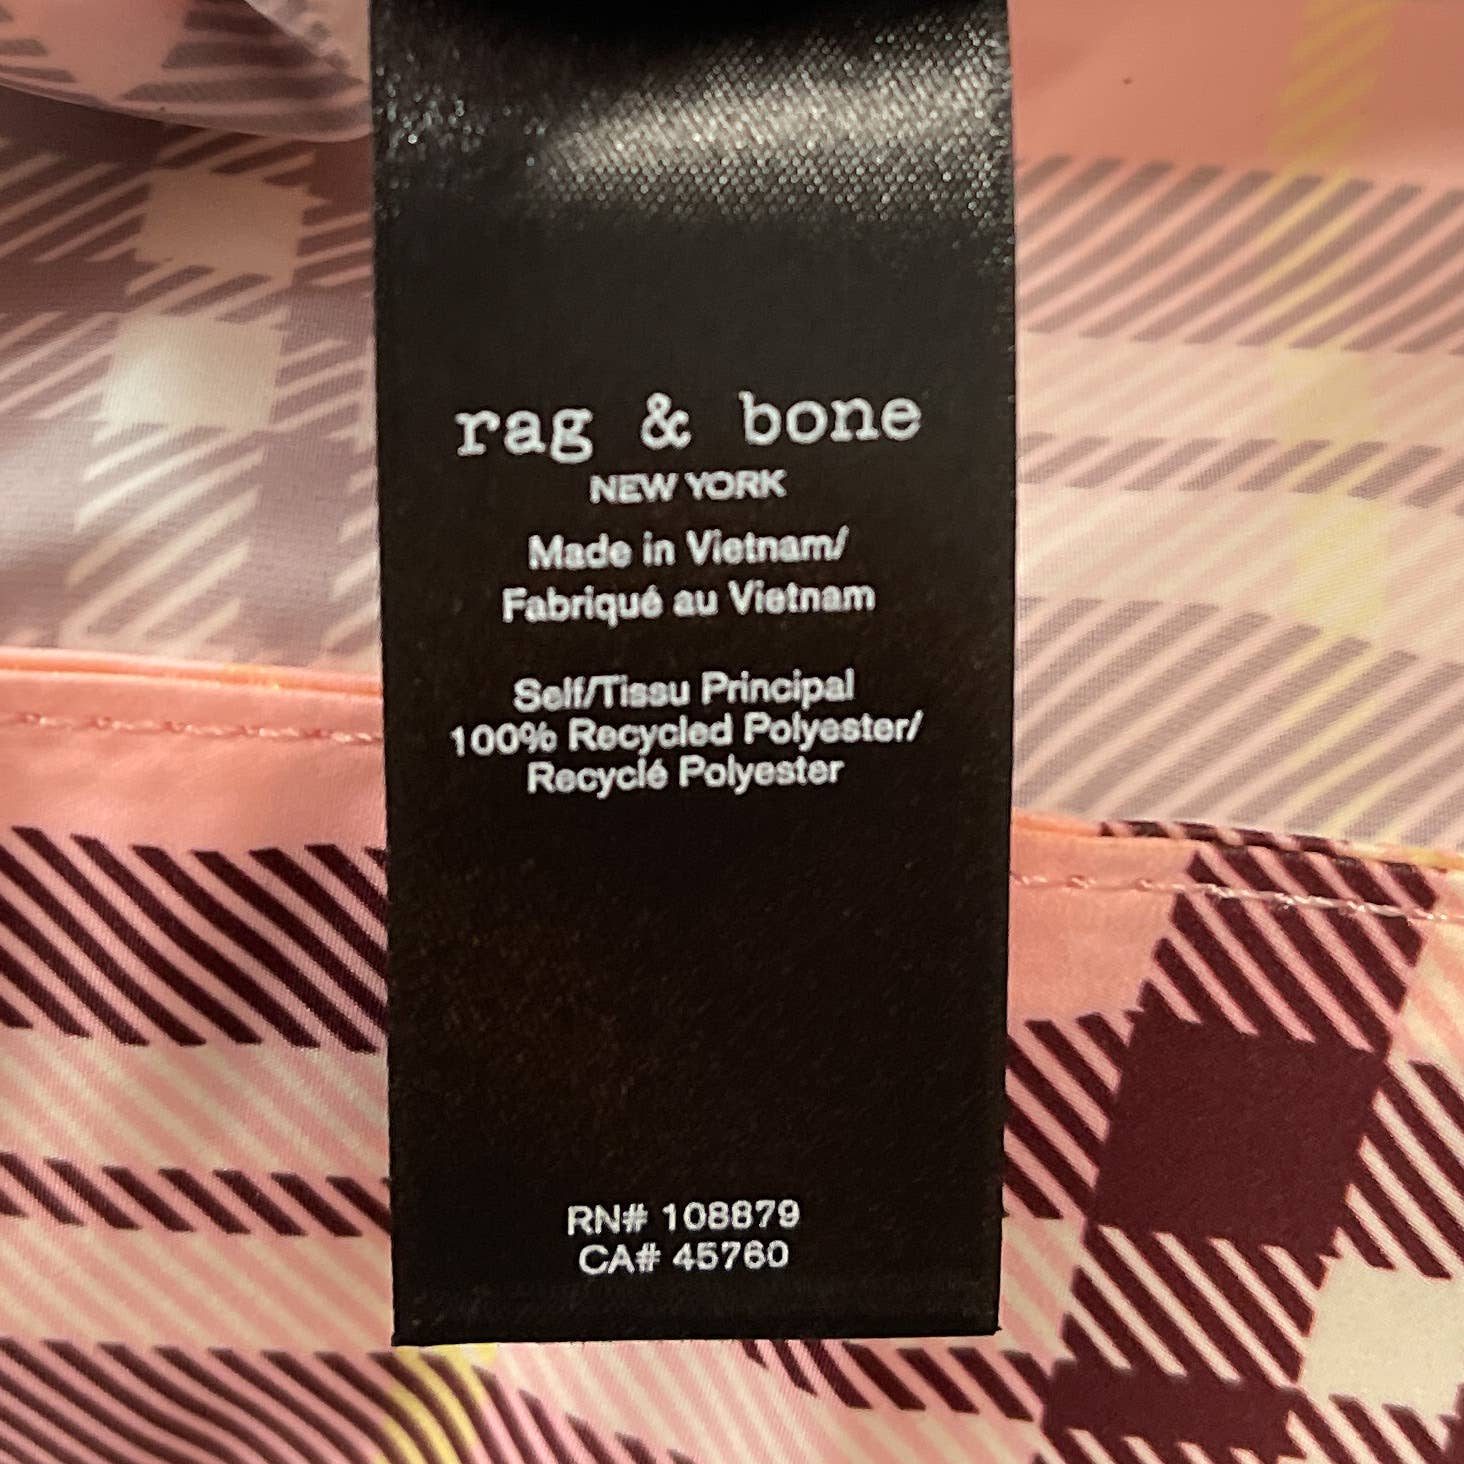 rag & bone
NEW YORK
Made in Vietnam/
Fabriqué au Vietnam
Self/Tissu Principal
100% Recycled Polyester/
Recyclé Polyester
RN# 108879
CA# 45760